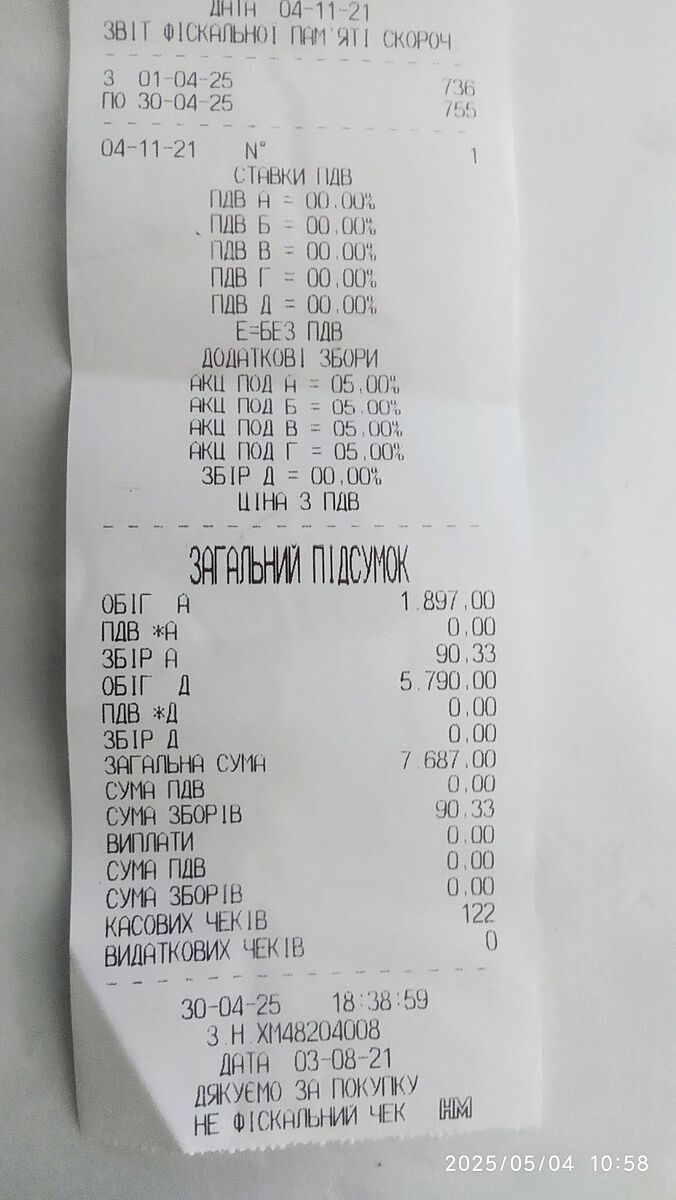 ДАТА 04-11-21
ЗВІТ ФІСКАЛЬНОЇ ПАМ'ЯТІ СКОРОЧ.
З 01-04-25 736
ПО 30-04-25 755
04-11-21 N° 1
СТАВКИ ПДВ
ПДВ А = 00,00%
ПДВ Б = 00,00%
ПДВ В = 00,00%
ПДВ Г = 00,00%
ПДВ Д = 00,00%
Е=БЕЗ ПДВ
ДОДАТКОВІ ЗБОРИ
АКЦ ПОД А = 05,00%
АКЦ ПОД Б = 05,00%
АКЦ ПОД В = 05,00%
АКЦ ПОД Г = 05,00%
ЗБІР Д = 00,00%
ЦІНА З ПДВ
ЗАГАЛЬНИЙ ПІДСУМОК
ОБІГ А 1.897,00
ПДВ *А 0,00
ЗБІР А 90,33
ОБІГ Д 5.790,00
ПДВ *Д 0,00
ЗБІР Д 0,00
ЗАГАЛЬНА СУМА 7.687,00
СУМА ПДВ 0,00
СУМА ЗБОРІВ 90,33
ВИПЛАТИ 0,00
СУМА ПДВ 0,00
СУМА ЗБОРІВ 0,00
КАСОВИХ ЧЕКІВ 122
ВИДАТКОВИХ ЧЕКІВ 0
30-04-25 18:38:59
З.Н.ХМ48204008
ДАТА 03-08-21
ДЯКУЄМО ЗА ПОКУПКУ
НЕ ФІСКАЛЬНИЙ ЧЕК НМ
2025/05/04 10:58